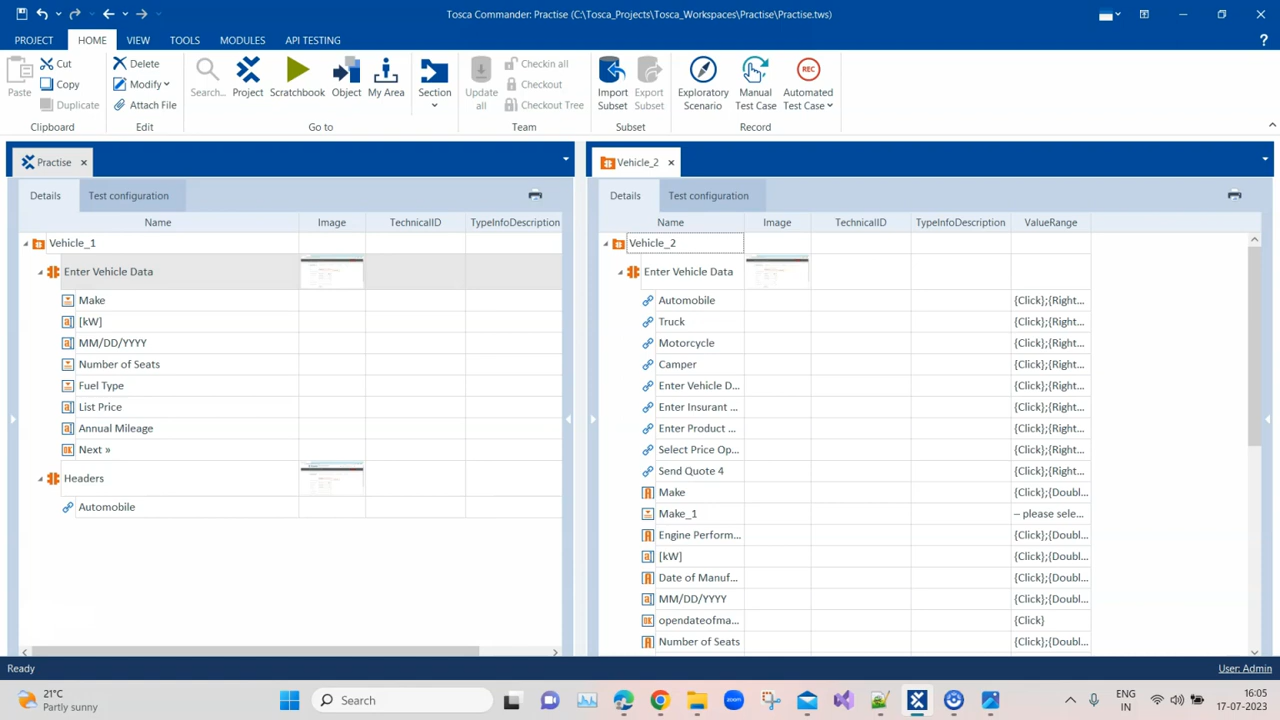 Tosca Commander: Practise (C:\Tosca_Projects\Tosca_Workspaces\Practise\Practise.tws)
PROJECT HOME VIEW TOOLS MODULES API TESTING ?
Paste Cut Copy Duplicate
Clipboard
Delete Modify Attach File
Edit
Search... Project Scratchbook Object My Area Section
Go to
Update all Checkin all Checkout Checkout Tree
Team
Import Subset Export Subset
Subset
Exploratory Scenario Manual Test Case REC Automated Test Case
Record
Practise
Details Test configuration
Name Image TechnicalID TypeInfoDescription
Vehicle_1
Enter Vehicle Data
Make
[kW]
MM/DD/YYYY
Number of Seats
Fuel Type
List Price
Annual Mileage
Next »
Headers
Automobile
Vehicle_2
Details Test configuration
Name Image TechnicalID TypeInfoDescription ValueRange
Vehicle_2
Enter Vehicle Data
Automobile {Click};{Right...
Truck {Click};{Right...
Motorcycle {Click};{Right...
Camper {Click};{Right...
Enter Vehicle D... {Click};{Right...
Enter Insurant ... {Click};{Right...
Enter Product ... {Click};{Right...
Select Price Op... {Click};{Right...
Send Quote 4 {Click};{Right...
Make {Click};{Doubl...
Make_1 – please sele...
Engine Perform... {Click};{Doubl...
[kW] {Click};{Doubl...
Date of Manuf... {Click};{Doubl...
MM/DD/YYYY {Click};{Doubl...
opendateofma... {Click}
Number of Seats {Click};{Doubl...
Ready User: Admin
21°C
Partly sunny
Search
zoom
ENG
IN
16:05
17-07-2023